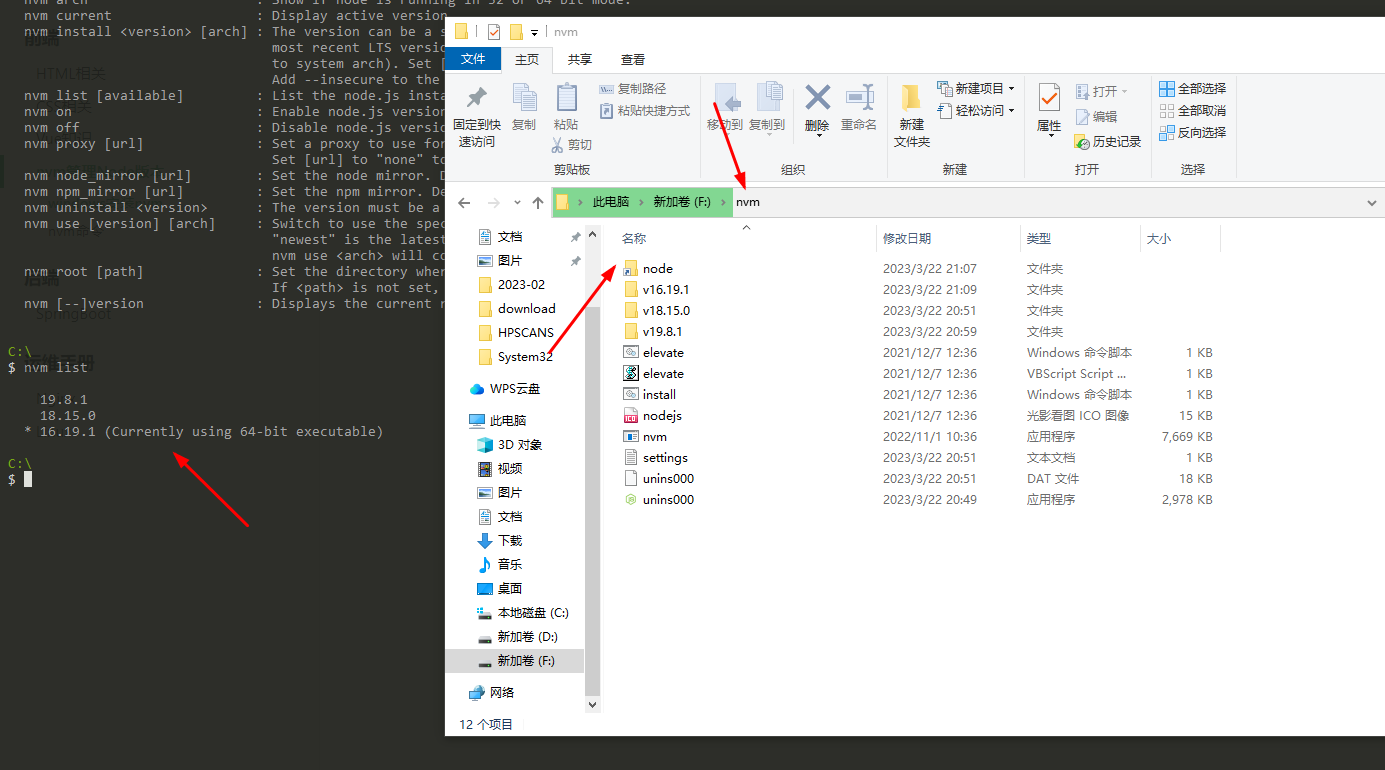 nvm arch : Show if node is running in 32 or 64 bit mode.
nvm current : Display active version.
nvm install <version> [arch] : The version can be a s
most recent LTS versio
to system arch). Set [
Add --insecure to the
nvm list [available] : List the node.js insta
nvm on : Enable node.js version
nvm off : Disable node.js versio
nvm proxy [url] : Set a proxy to use for
Set [url] to "none" to
nvm node_mirror [url] : Set the node mirror. D
nvm npm_mirror [url] : Set the npm mirror. De
nvm uninstall <version> : The version must be a
nvm use [version] [arch] : Switch to use the spec
"newest" is the latest
nvm use <arch> will co
nvm root [path] : Set the directory wher
If <path> is not set,
nvm [--]version : Displays the current r
前端
HTML相关
后端
SpringBoot
运维手册
C:\
$ nvm list
19.8.1
18.15.0
* 16.19.1 (Currently using 64-bit executable)
C:\
$
nvm
文件 主页 共享 查看
固定到快速访问
复制
粘贴
复制路径
粘贴快捷方式
剪切
剪贴板
移动到
复制到
删除
重命名
组织
新建文件夹
新建项目
轻松访问
新建
属性
打开
编辑
历史记录
打开
全部选择
全部取消
反向选择
选择
此电脑 新加卷 (F:) nvm
文档
图片
2023-02
download
HPSCANS
System32
WPS云盘
此电脑
3D 对象
视频
图片
文档
下载
音乐
桌面
本地磁盘 (C:)
新加卷 (D:)
新加卷 (F:)
网络
名称 修改日期 类型 大小
node 2023/3/22 21:07 文件夹
v16.19.1 2023/3/22 21:09 文件夹
v18.15.0 2023/3/22 20:51 文件夹
v19.8.1 2023/3/22 20:59 文件夹
elevate 2021/12/7 12:36 Windows 命令脚本 1 KB
elevate 2021/12/7 12:36 VBScript Script ... 1 KB
install 2021/12/7 12:36 Windows 命令脚本 1 KB
nodejs 2021/12/7 12:36 光影看图 ICO 图像 15 KB
nvm 2022/11/1 10:36 应用程序 7,669 KB
settings 2023/3/22 20:51 文本文档 1 KB
unins000 2023/3/22 20:51 DAT 文件 18 KB
unins000 2023/3/22 20:49 应用程序 2,978 KB
12 个项目